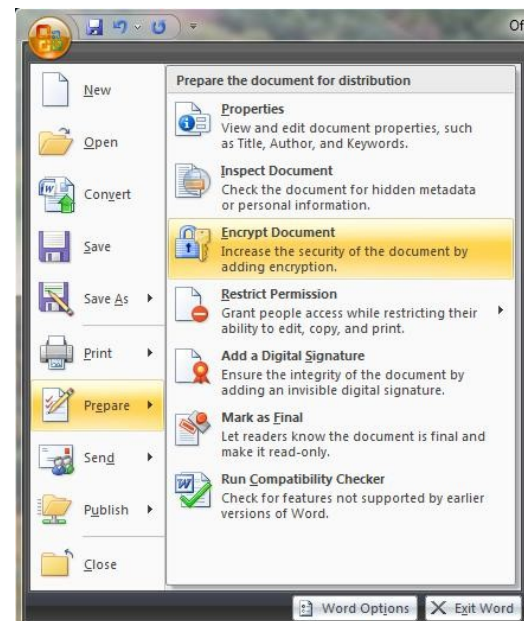 Of
New
Open
Convert
Save
Save As
Print
Prepare
Send
Publish
Close
Prepare the document for distribution
Properties
View and edit document properties, such
as Title, Author, and Keywords.
Inspect Document
Check the document for hidden metadata
or personal information.
Encrypt Document
Increase the security of the document by
adding encryption.
Restrict Permission
Grant people access while restricting their
ability to edit, copy, and print.
Add a Digital Signature
Ensure the integrity of the document by
adding an invisible digital signature.
Mark as Final
Let readers know the document is final and
make it read-only.
Run Compatibility Checker
Check for features not supported by earlier
versions of Word.
Word Options
Exit Word